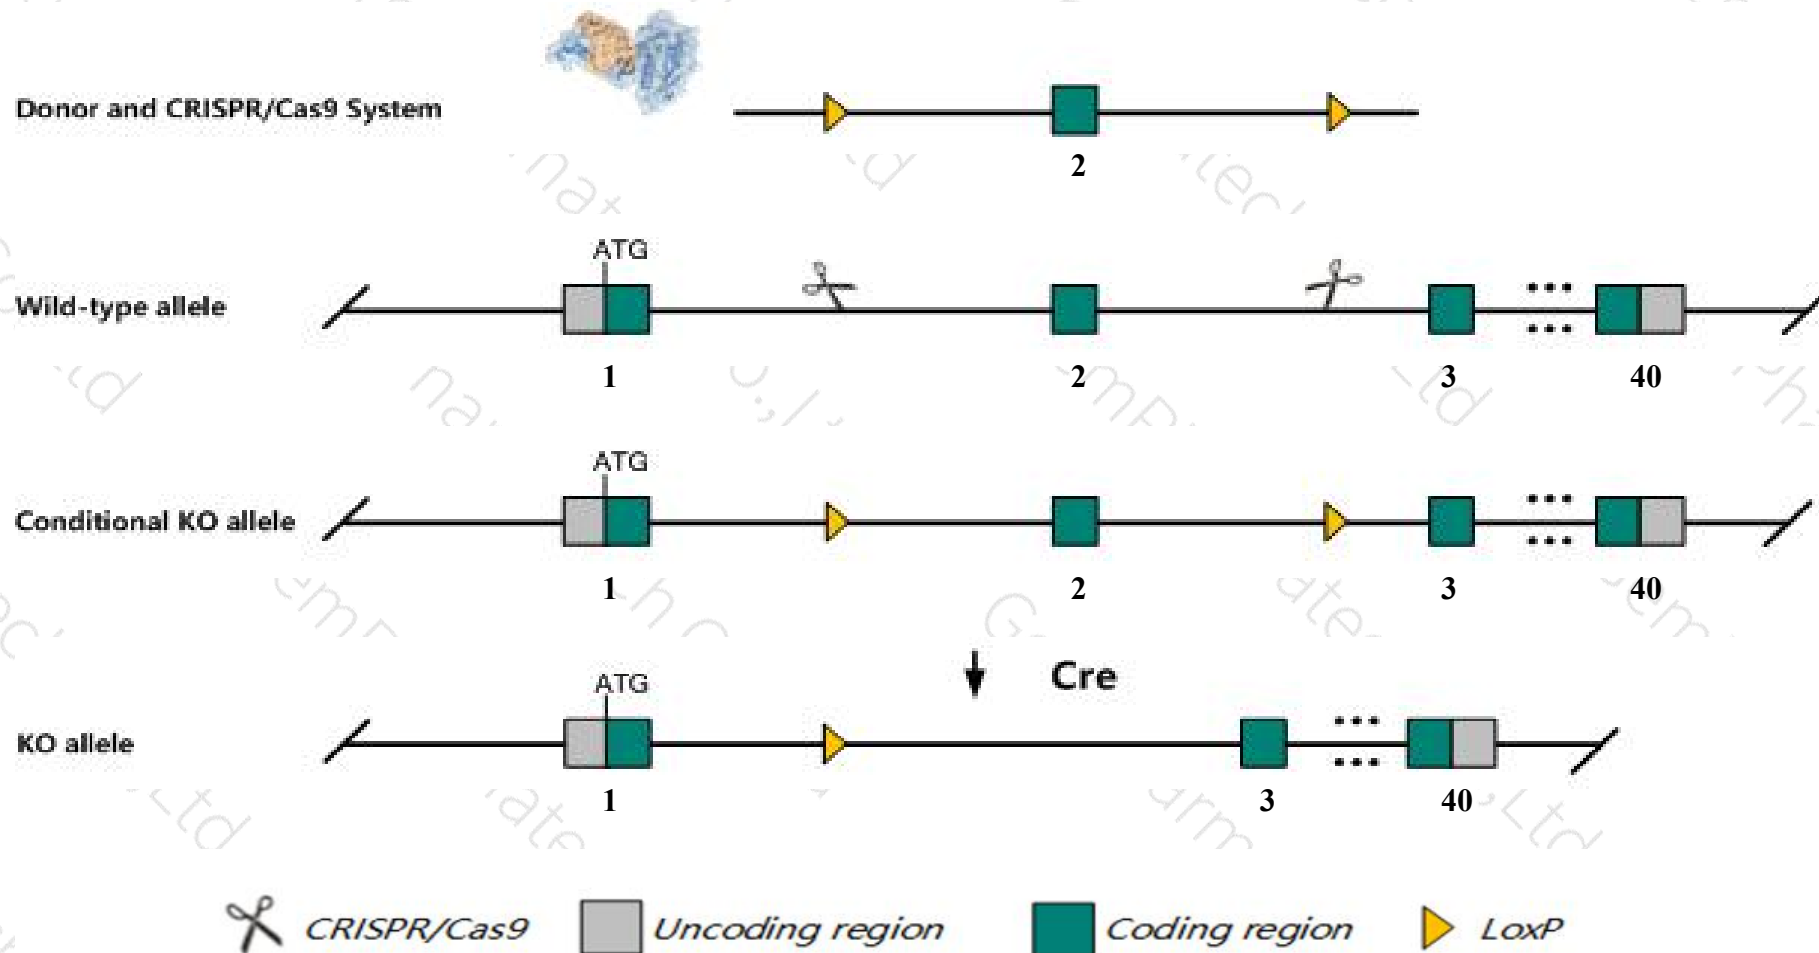 Donor and CRISPR/Cas9 System
2
ATG
Wild-type allele
1 2 3 40
ATG
Conditional KO allele
1 2 3 40
Cre
ATG
KO allele
1 3 40
CRISPR/Cas9 Uncoding region Coding region LoxP